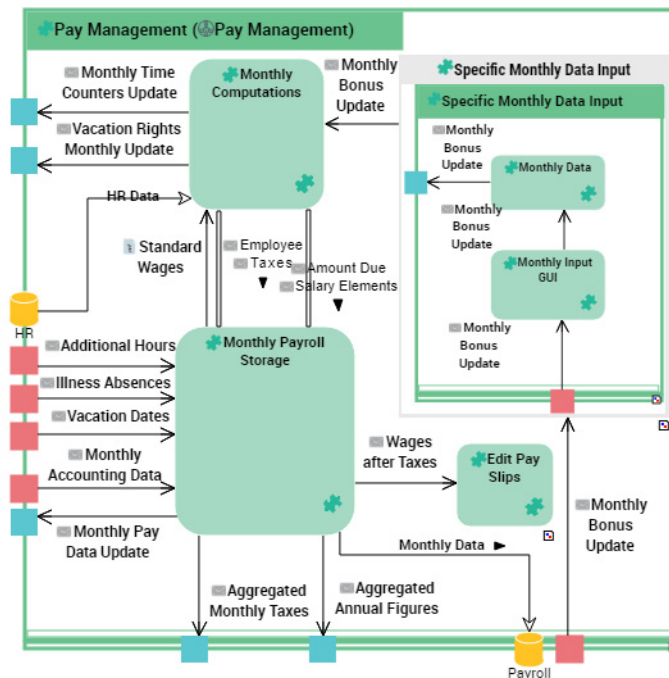 Pay Management (Pay Management)
Monthly Time
Counters Update
Vacation Rights
Monthly Update
Monthly
Computations
Monthly
Bonus
Update
HR Data
Standard
Wages
Employee
Taxes
Amount Due
Salary Elements
Specific Monthly Data Input
Specific Monthly Data Input
Monthly
Bonus
Update
Monthly Data
Monthly
Bonus
Update
Monthly Input
GUI
Monthly
Bonus
Update
HR
Additional Hours
Illness Absences
Vacation Dates
Monthly
Accounting Data
Monthly Pay
Data Update
Monthly Payroll
Storage
Wages
after Taxes
Edit Pay
Slips
Monthly Data
Monthly
Bonus
Update
Aggregated
Monthly Taxes
Aggregated
Annual Figures
Payroll